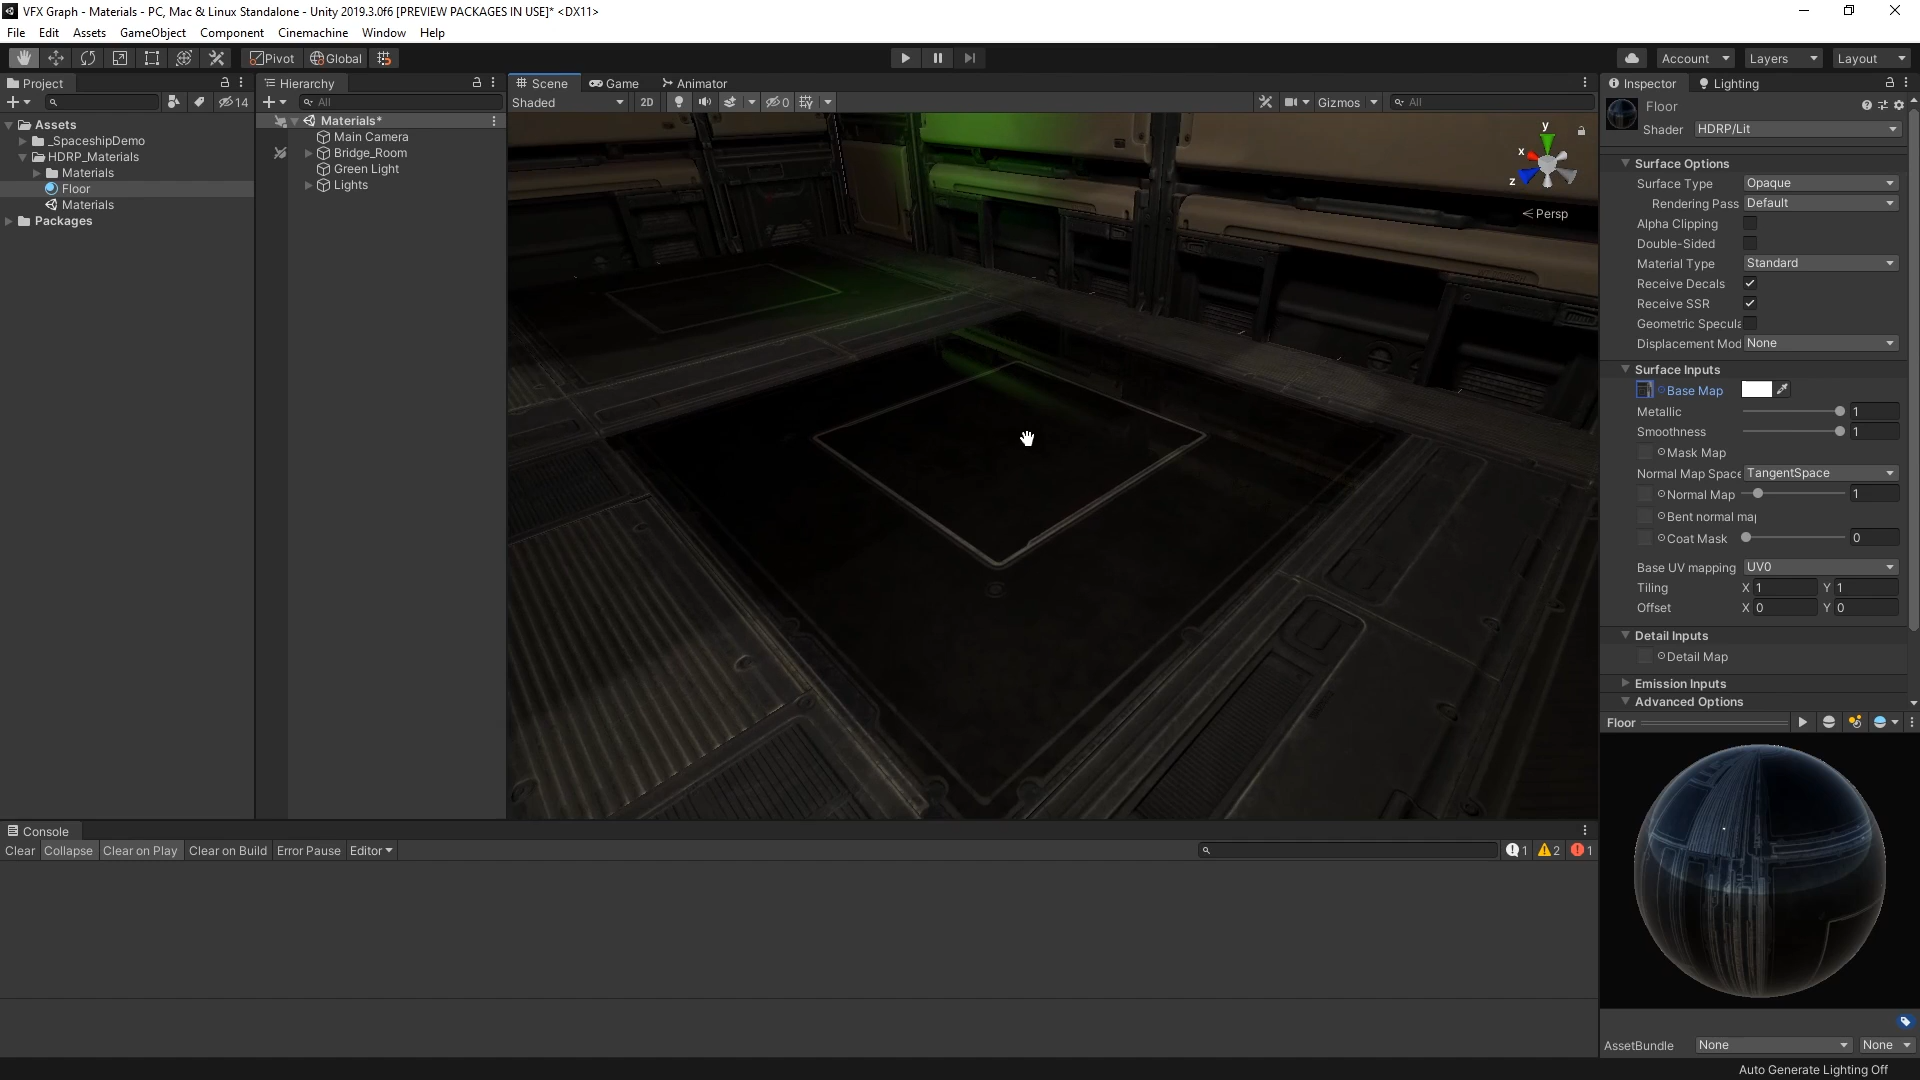 VFX Graph - Materials - PC, Mac & Linux Standalone - Unity 2019.3.0f6 [PREVIEW PACKAGES IN USE]* <DX11>
File Edit Assets GameObject Component Cinemachine Window Help
Pivot Global Account Layers Layout
Project
14
Assets
_SpaceshipDemo
HDRP_Materials
Materials
Floor
Materials
Packages
Hierarchy
All
Materials*
Main Camera
Bridge_Room
Green Light
Lights
Scene Game Animator
Shaded 2D 0 Gizmos All
y
x
z
Persp
Inspector Lighting
Floor
Shader HDRP/Lit
Surface Options
Surface Type Opaque
Rendering Pass Default
Alpha Clipping
Double-Sided
Material Type Standard
Receive Decals
Receive SSR
Geometric Specula
Displacement Mod None
Surface Inputs
Base Map
Metallic 1
Smoothness 1
Mask Map
Normal Map Space TangentSpace
Normal Map 1
Bent normal map
Coat Mask 0
Base UV mapping UV0
Tiling X 1 Y 1
Offset X 0 Y 0
Detail Inputs
Detail Map
Emission Inputs
Advanced Options
Floor
AssetBundle None None
Console
Clear Collapse Clear on Play Clear on Build Error Pause Editor 1 2 1
Auto Generate Lighting Off